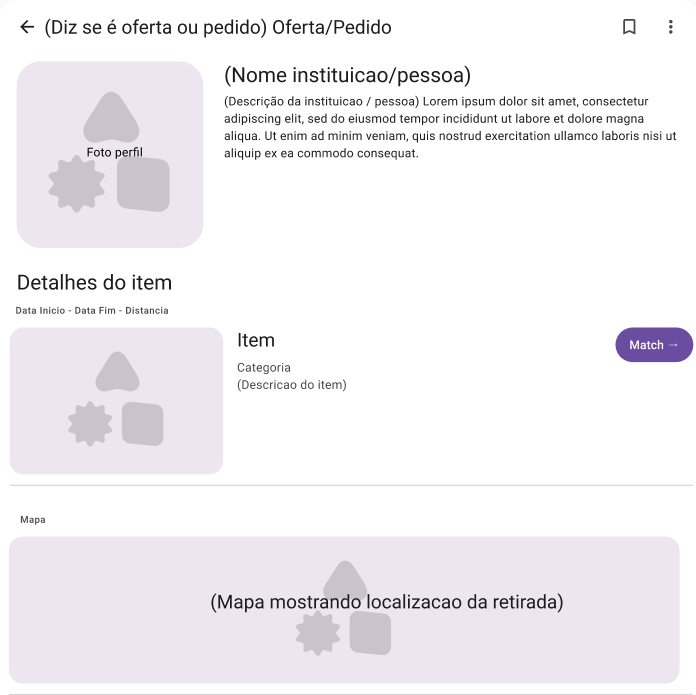 (Diz se é oferta ou pedido) Oferta/Pedido
(Nome instituicao/pessoa)
(Descrição da instituicao / pessoa) Lorem ipsum dolor sit amet, consectetur
adipiscing elit, sed do eiusmod tempor incididunt ut labore et dolore magna
aliqua. Ut enim ad minim veniam, quis nostrud exercitation ullamco laboris nisi ut
aliquip ex ea commodo consequat.
Foto perfil
Detalhes do item
Data Inicio - Data Fim - Distancia
Item
Match →
Categoria
(Descricao do item)
Mapa
(Mapa mostrando localizacao da retirada)